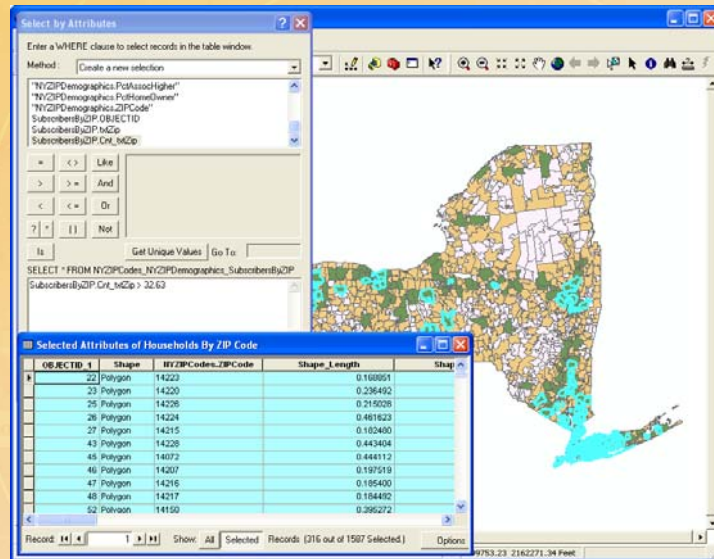 Select by Attributes
Enter a WHERE clause to select records in the table window.
Method : Create a new selection
"NYZIPDemographics.PctAssocHigher"
"NYZIPDemographics.PctHomeOwner"
"NYZIPDemographics.ZIPCode"
SubscribersByZIP.OBJECTID
SubscribersByZIP.txtZip
SubscribersByZIP.Cnt_txtZip
= <> Like
> >= And
< <= Or
? * () Not
Is Get Unique Values Go To:
SELECT * FROM NYZIPCodes_NYZIPDemographics_SubscribersByZIP
SubscribersByZIP.Cnt_txtZip > 32.63
Selected Attributes of Households By ZIP Code
OBJECTID_1 Shape NYZIPCodes.ZIPCode Shape_Length Shap
22 Polygon 14223 0.168851
23 Polygon 14220 0.236492
25 Polygon 14226 0.215028
26 Polygon 14224 0.461623
27 Polygon 14215 0.182480
43 Polygon 14228 0.443404
45 Polygon 14072 0.444112
46 Polygon 14207 0.197519
47 Polygon 14216 0.185400
48 Polygon 14217 0.184492
52 Polygon 14150 0.395272
Record: 1 Show: All Selected Records (316 out of 1587 Selected.) Options
9753.23 2162271.34 Feet